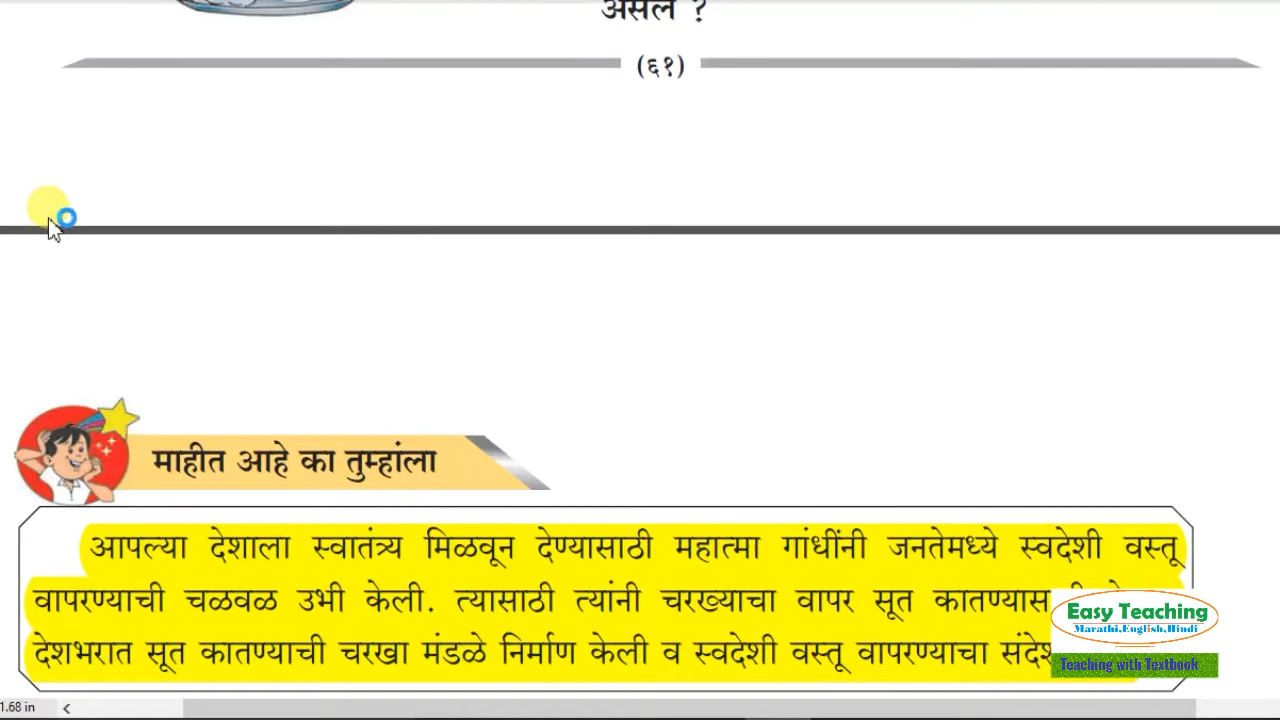 असेल ?
(६१)
माहीत आहे का तुम्हांला
आपल्या देशाला स्वातंत्र्य मिळवून देण्यासाठी महात्मा गांधींनी जनतेमध्ये स्वदेशी वस्तू
वापरण्याची चळवळ उभी केली. त्यासाठी त्यांनी चरख्याचा वापर सूत
देशभरात सूत कातण्याची चरखा मंडळे निर्माण केली व स्वदेशी वस्तू वापरण्याचा
Easy Teaching
Marathi,English,Hindi
Teaching with Textbook
1.68 in